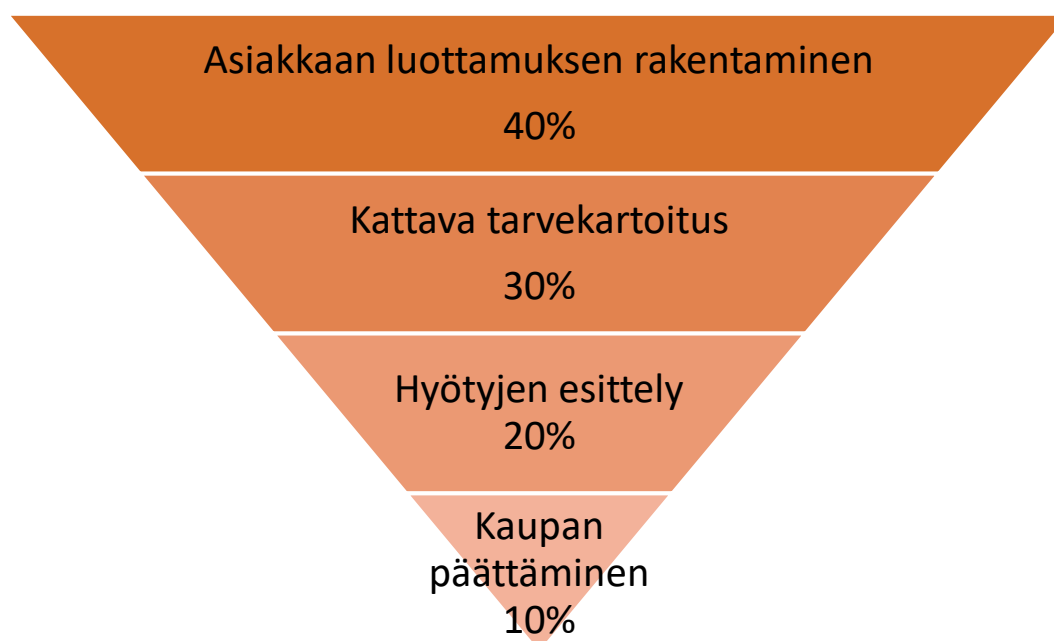 Asiakkaan luottamuksen rakentaminen
40%
Kattava tarvekartoitus
30%
Hyötyjen esittely
20%
Kaupan
päättäminen
10%